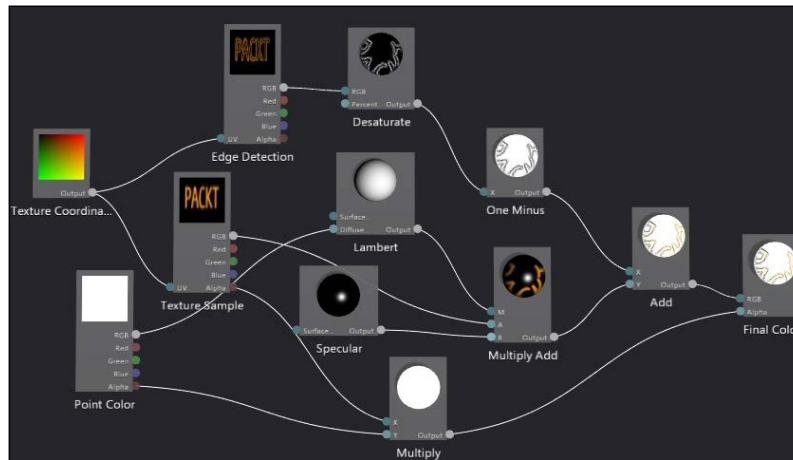 PACKT
RGB
Red
Green
Blue
UV
Alpha
Edge Detection
RGB
Percent
Output
Desaturate
Output
Texture Coordina...
PACKT
RGB
Red
Green
Blue
UV
Alpha
Texture Sample
Surface...
Diffuse...
Output
Lambert
X
Output
One Minus
Surface...
Output
Specular
M
A
Output
Multiply Add
X
Y
Output
Add
RGB
Alpha
Final Colo
RGB
Red
Green
Blue
Alpha
Point Color
X
Y
Output
Multiply